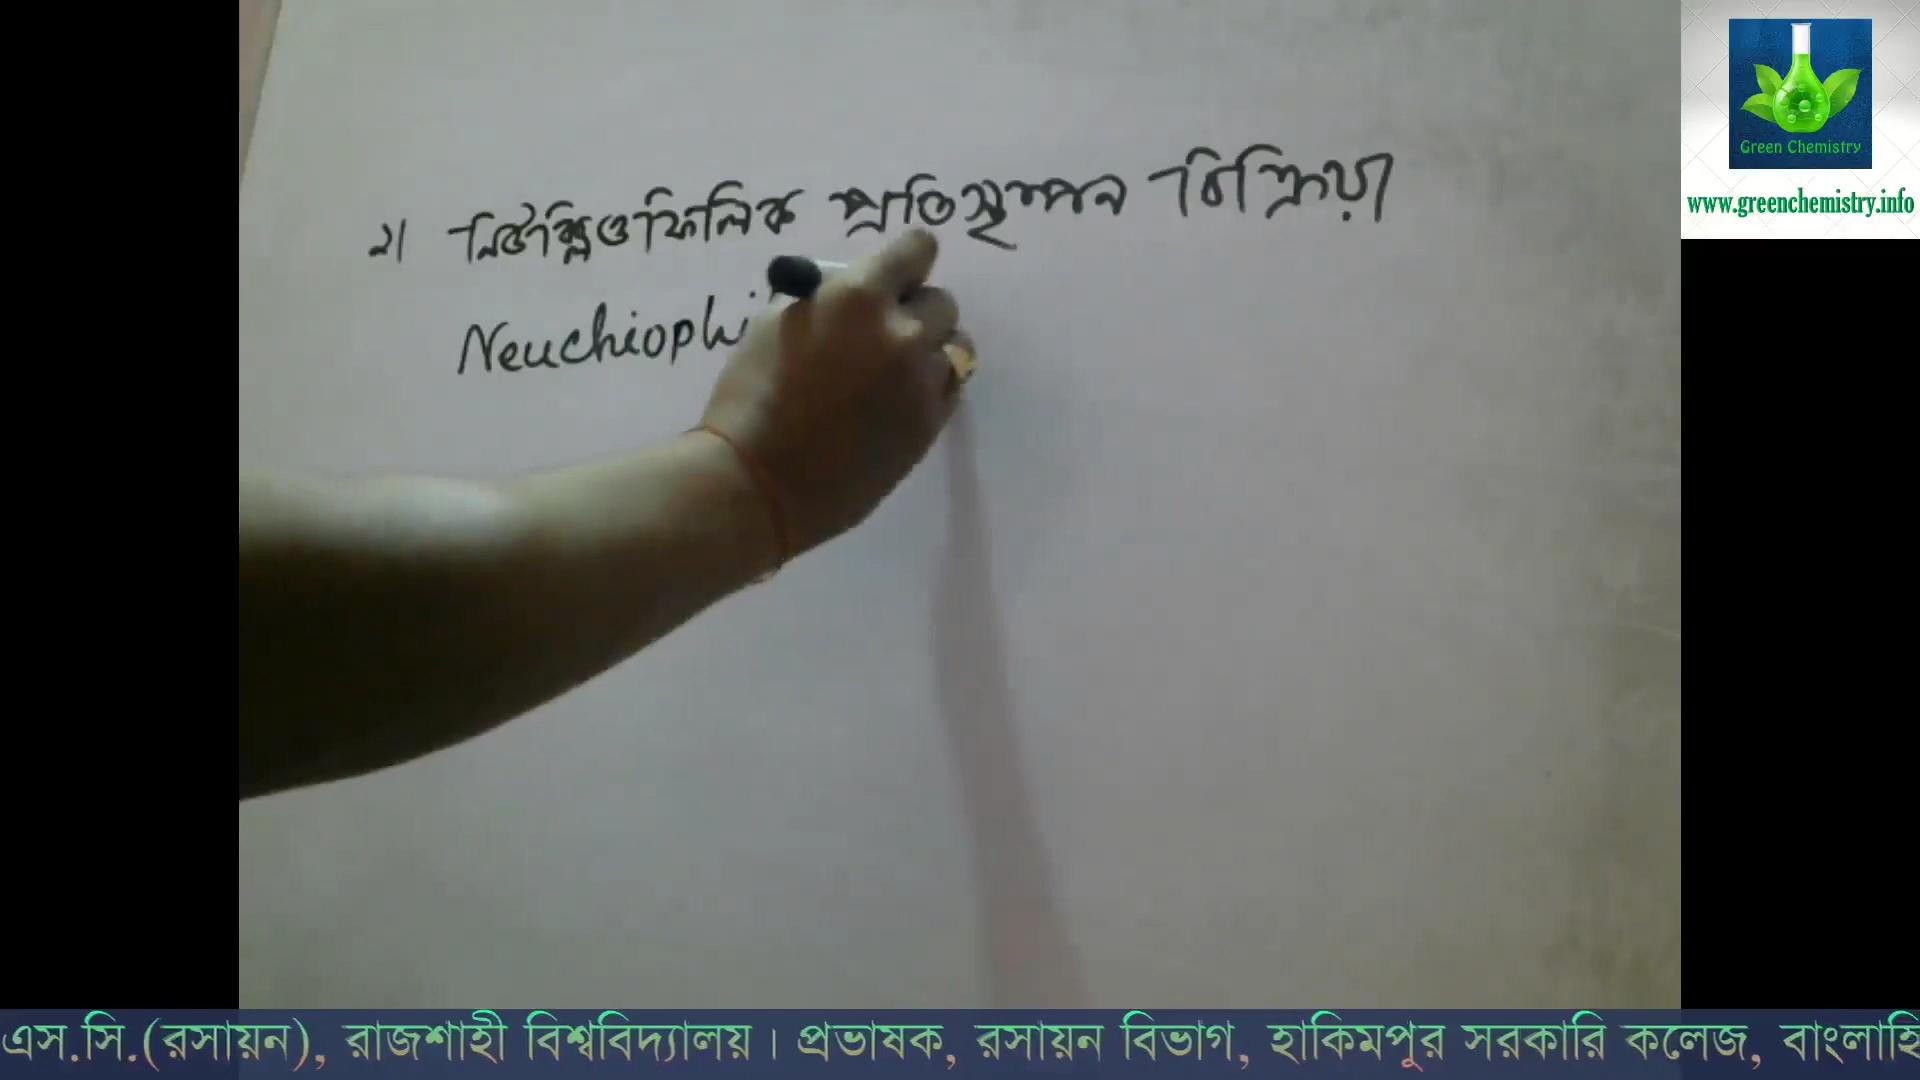 ২। নিউক্লিওফিলিক প্রতিস্থাপন বিক্রিয়া
Neuchiophi
Green Chemistry
www.greenchemistry.info
এস.সি.(রসায়ন), রাজশাহী বিশ্ববিদ্যালয়। প্রভাষক, রসায়ন বিভাগ, হাকিমপুর সরকারি কলেজ, বাংলাহি